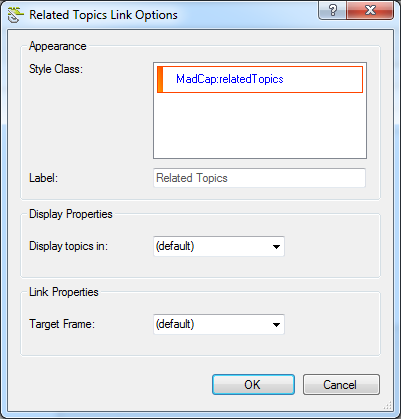 Related Topics Link Options
?
Appearance
Style Class:
MadCap:relatedTopics
Label:
Related Topics
Display Properties
Display topics in:
(default)
Link Properties
Target Frame:
(default)
OK
Cancel